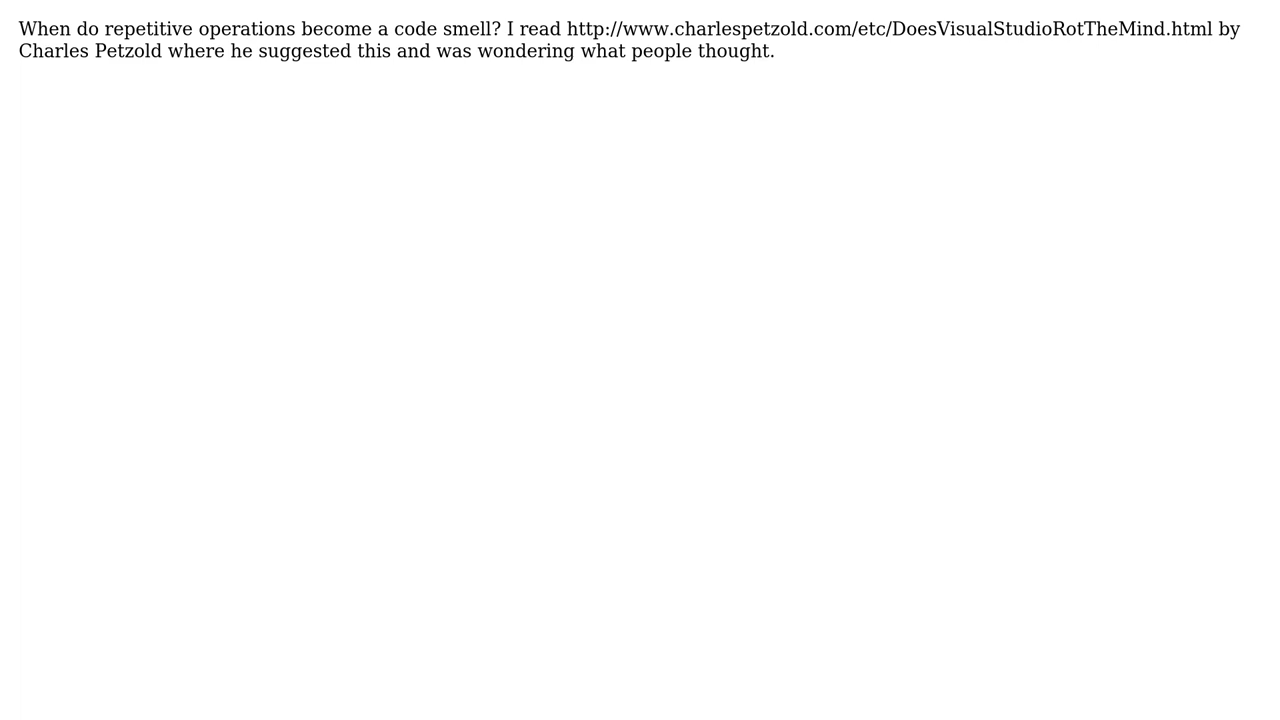 When do repetitive operations become a code smell? I read http://www.charlespetzold.com/etc/DoesVisualStudioRotTheMind.html by
Charles Petzold where he suggested this and was wondering what people thought.